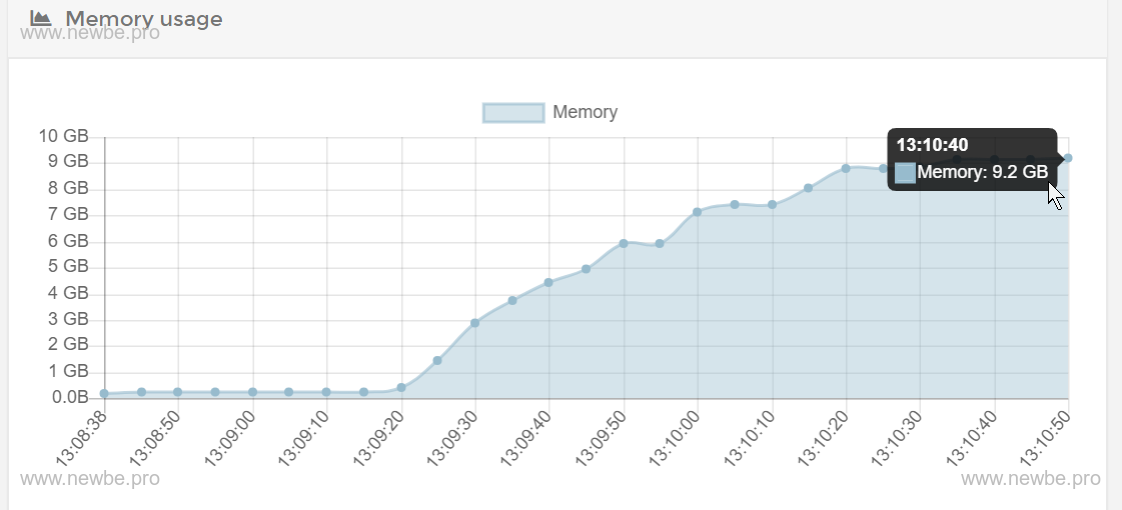 Memory usage
www.newbe.pro
Memory
10 GB
9 GB
8 GB
7 GB
6 GB
5 GB
4 GB
3 GB
2 GB
1 GB
0.0B
13:10:40
Memory: 9.2 GB
13:08:38
13:08:50
13:09:00
13:09:10
13:09:20
13:09:30
13:09:40
13:09:50
13:10:00
13:10:10
13:10:20
13:10:30
13:10:40
13:10:50
www.newbe.pro
www.newbe.pro